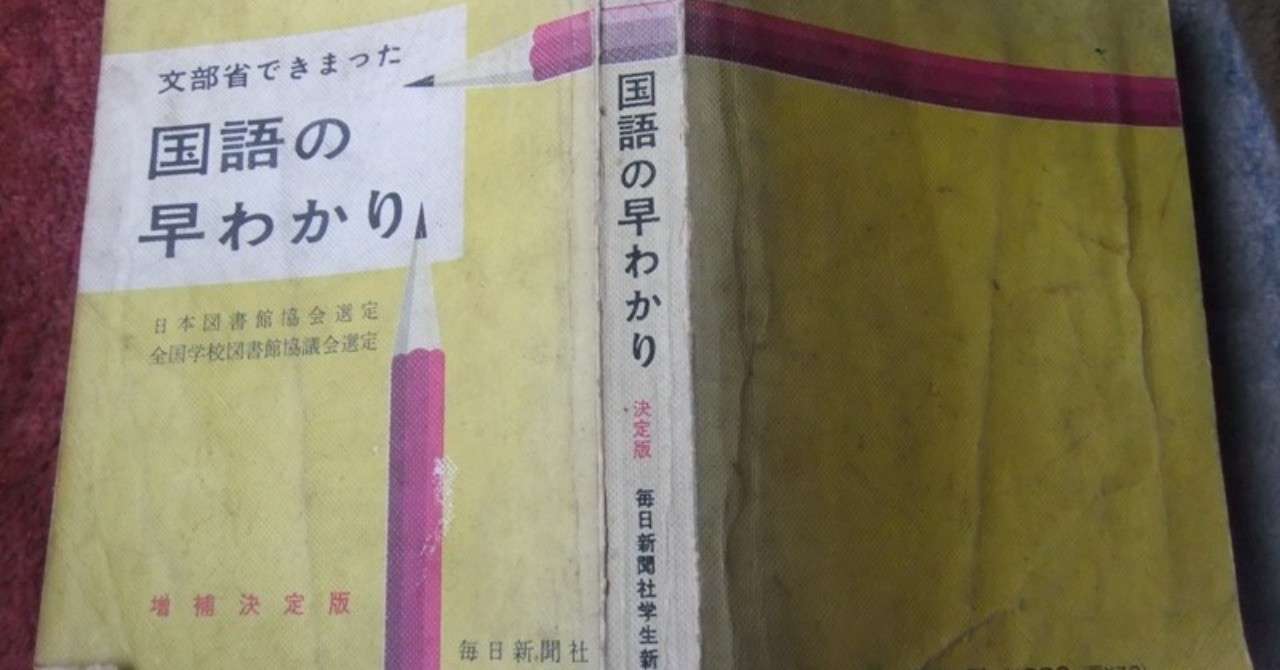 文部省できまった
国語の
早わかり
日本図書館協会選定
全国学校図書館協議会選定
増補決定版
毎日新聞社
国語の早わかり
決定版
毎日新聞社学生新